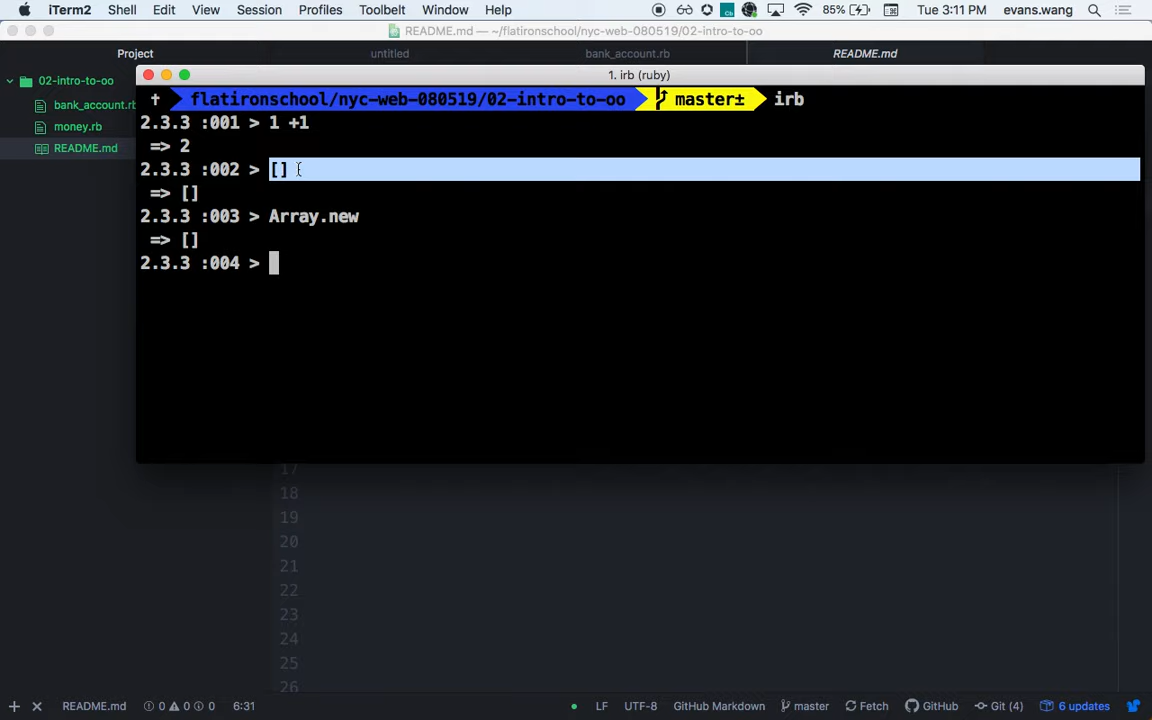 iTerm2 Shell Edit View Session Profiles Toolbelt Window Help 85% Tue 3:11 PM evans.wang
README.md — ~/flatironschool/nyc-web-080519/02-intro-to-oo
Project untitled bank_account.rb README.md
02-intro-to-oo
bank_account.rb
money.rb
README.md
1. irb (ruby)
flatironschool/nyc-web-080519/02-intro-to-oo master± irb
2.3.3 :001 > 1 +1
=> 2
2.3.3 :002 > []
=> []
2.3.3 :003 > Array.new
=> []
2.3.3 :004 >
17
18
19
20
21
22
23
24
25
26
README.md 0 0 0 6:31 LF UTF-8 GitHub Markdown master Fetch GitHub Git (4) 6 updates